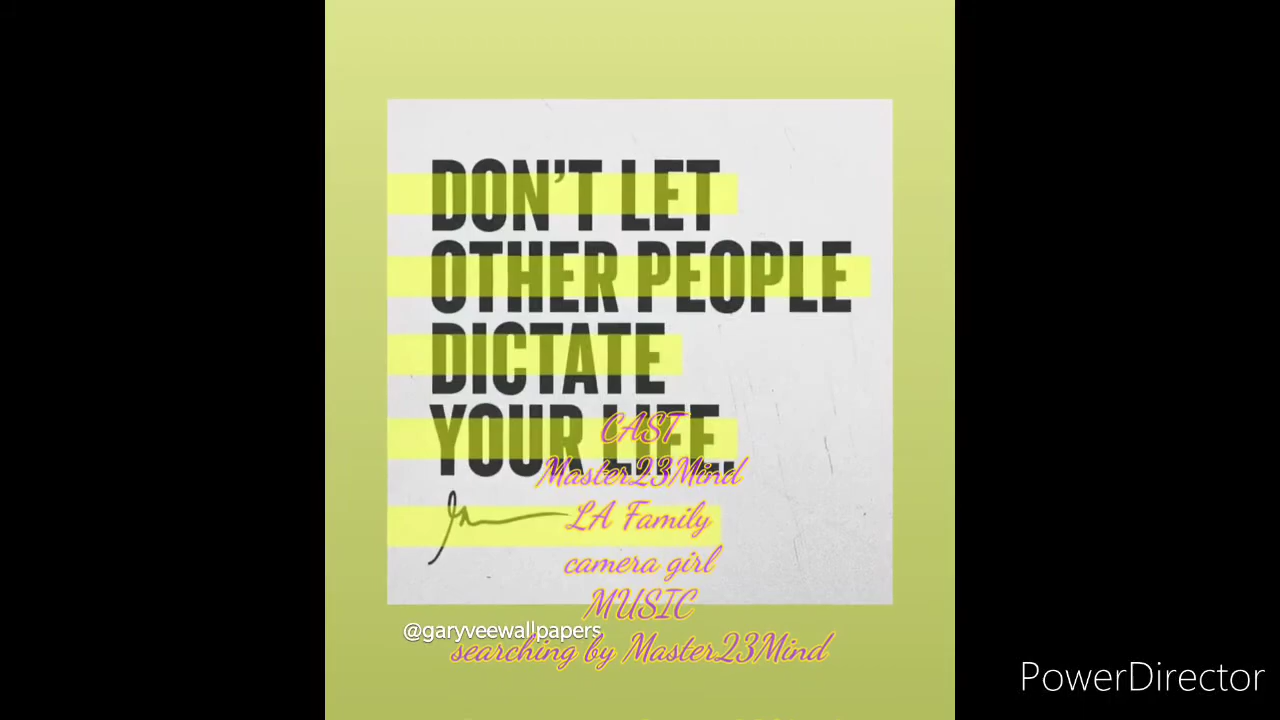 DON'T LET
OTHER PEOPLE
DICTATE
YOUR LIFE.
CAST
Master23Mind
LA Family
camera girl
MUSIC
@garyveewallpapers
searching by Master23Mind
PowerDirector